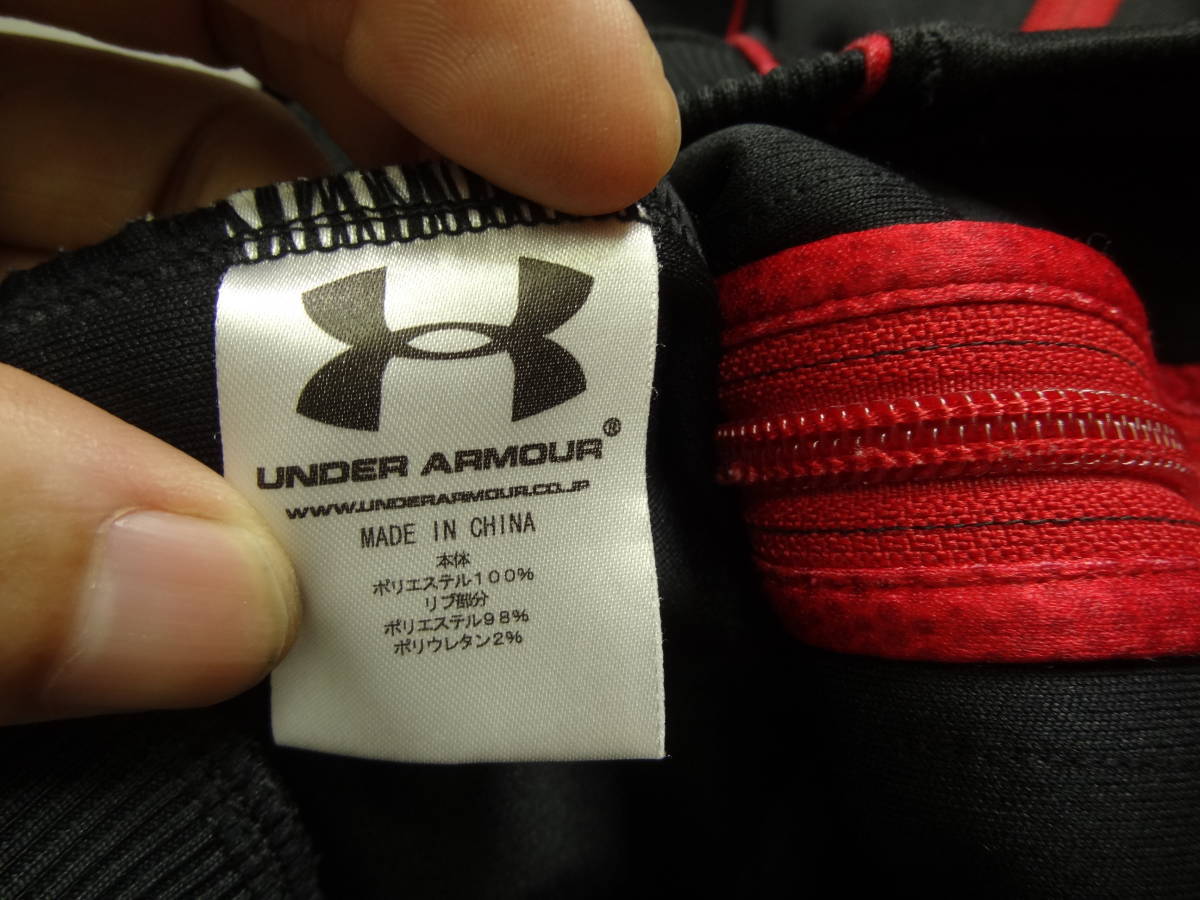 UNDER ARMOUR®
WWW.UNDERARMOUR.CO.JP
MADE IN CHINA
本体
ポリエステル100%
リブ部分
ポリエステル98%
ポリウレタン2%